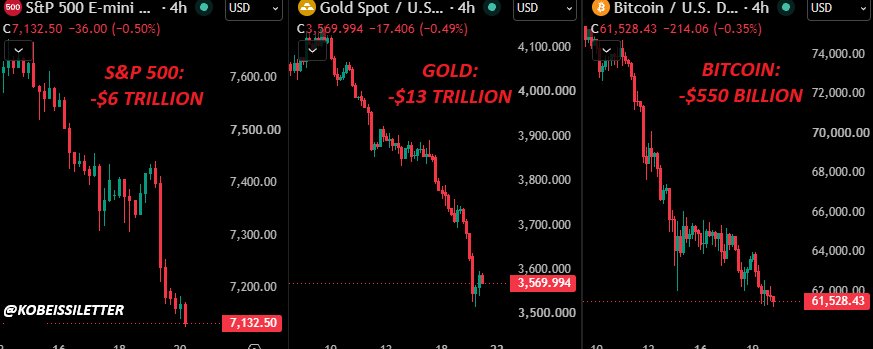 500 S&P 500 E-mini ... · 4h USD
C7,132.50 −36.00 (−0.50%)
S&P 500:
-$6 TRILLION
7,600.00
7,500.00
7,400.00
7,300.00
7,200.00
7,132.50
@KOBEISSILETTER
16
18
20
Gold Spot / U.S... · 4h USD
C3,569.994 −17.406 (−0.49%)
GOLD:
-$13 TRILLION
4,100.000
4,000.000
3,900.000
3,800.000
3,700.000
3,600.000
3,569.994
3,500.000
10
15
18
22
Bitcoin / U.S. D... · 4h USD
C61,528.43 −214.06 (−0.35%)
BITCOIN:
-$550 BILLION
74,000.00
72,000.00
70,000.00
68,000.00
66,000.00
64,000.00
62,000.00
61,528.43
10
13
16
19